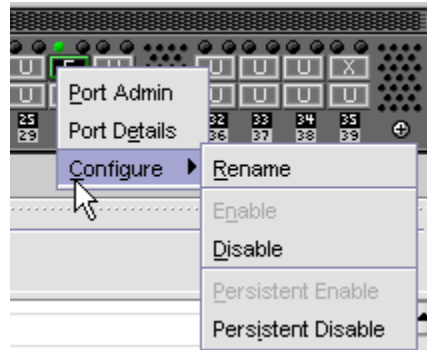 U F U U U U X
U U U U U
25 32 33 34 35
29 36 37 38 39
Port Admin
Port Details
Configure
Rename
Enable
Disable
Persistent Enable
Persistent Disable